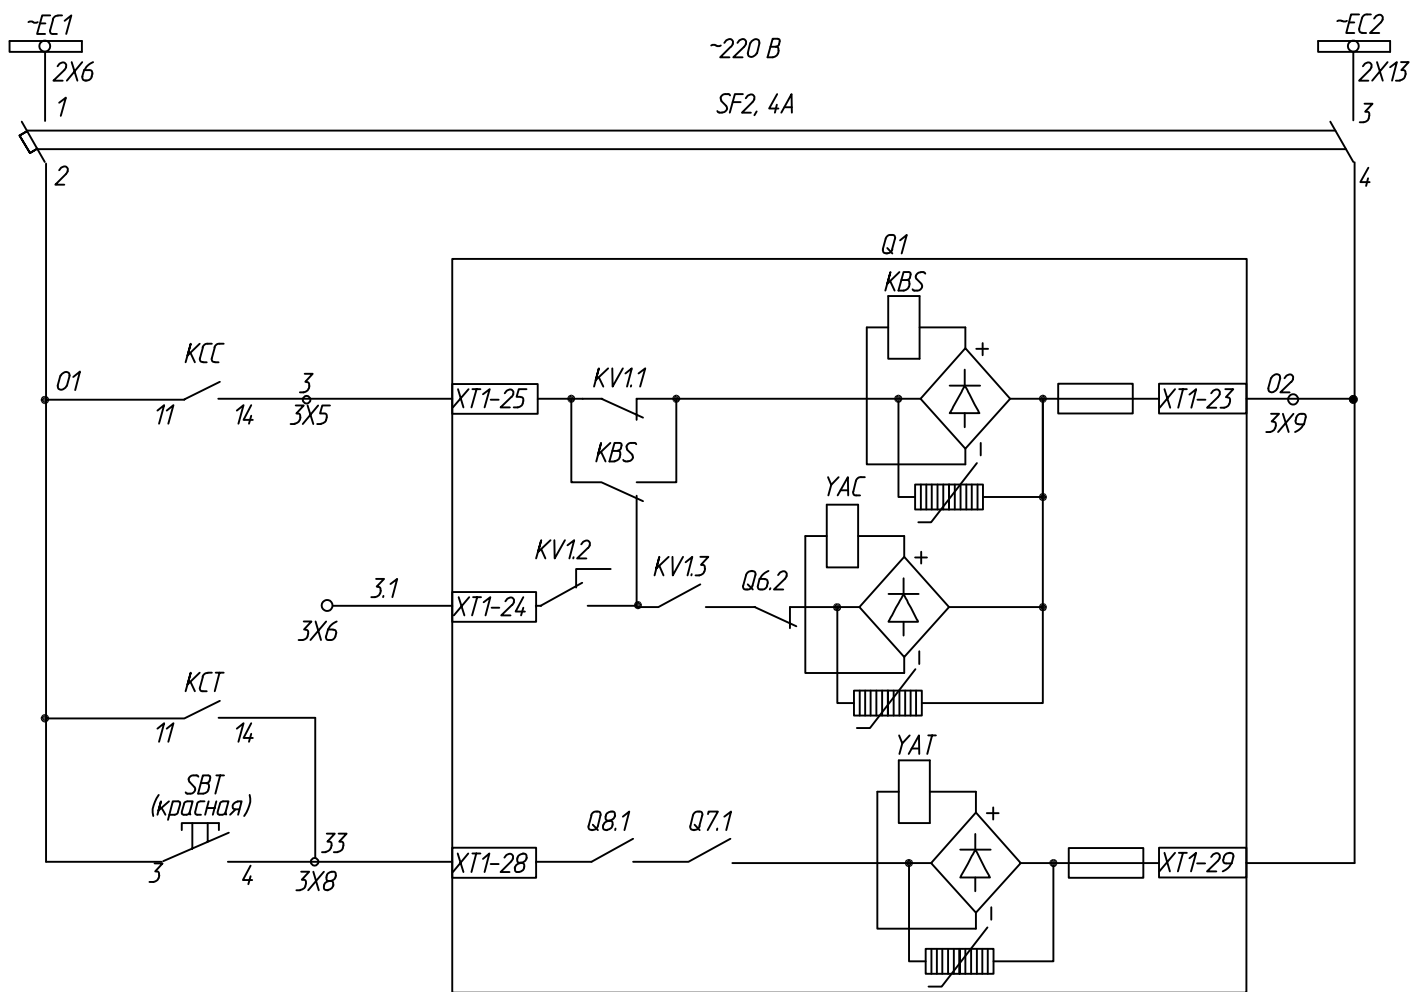 ~EC1
~EC2
~220 В
2X6
2X13
1
SF2, 4А
3
2
4
Q1
KBS
+
KCC
01
11
14
3
3X5
XT1-25
KV1.1
XT1-23
02
3X9
KBS
–
YAC
+
KV1.2
KV1.3
Q6.2
3.1
3X6
XT1-24
–
KCT
11
14
YAT
+
SBT
(красная)
3
4
33
3X8
XT1-28
Q8.1
Q7.1
XT1-29
–